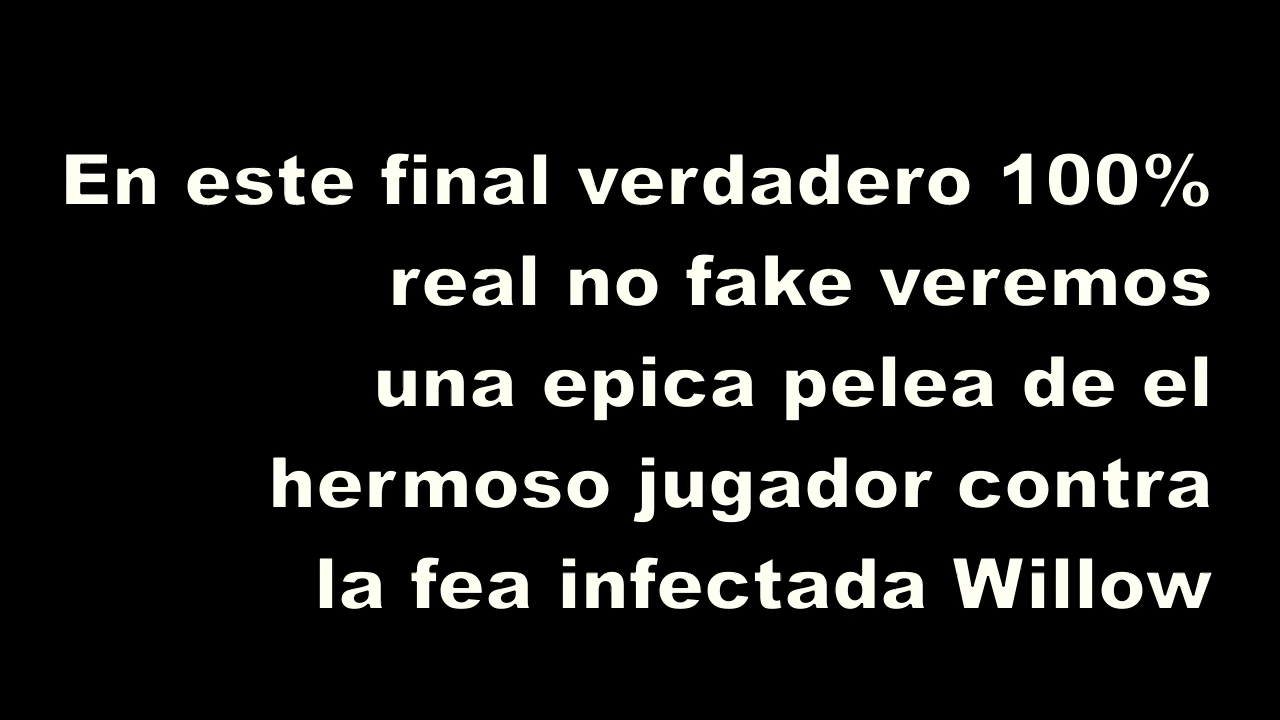 En este final verdadero 100%
real no fake veremos
una epica pelea de el
hermoso jugador contra
la fea infectada Willow